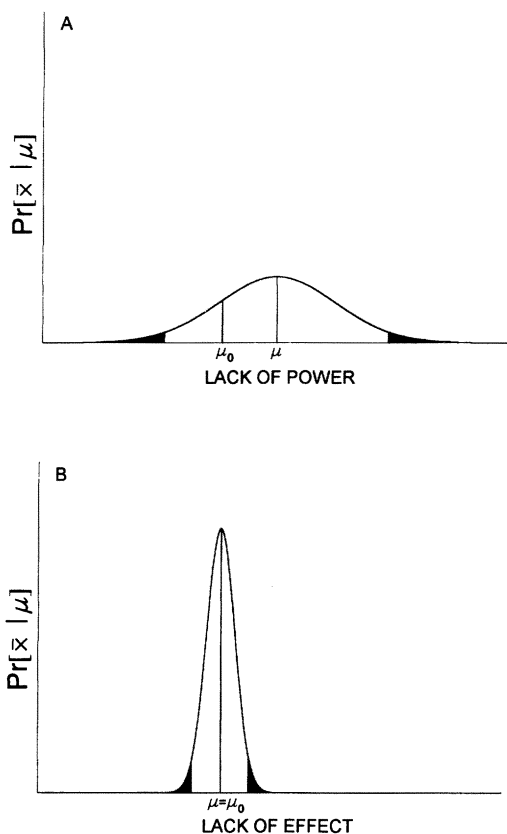 A
Pr[x̄ | μ]
μ₀ μ
LACK OF POWER
B
Pr[x̄ | μ]
μ=μ₀
LACK OF EFFECT